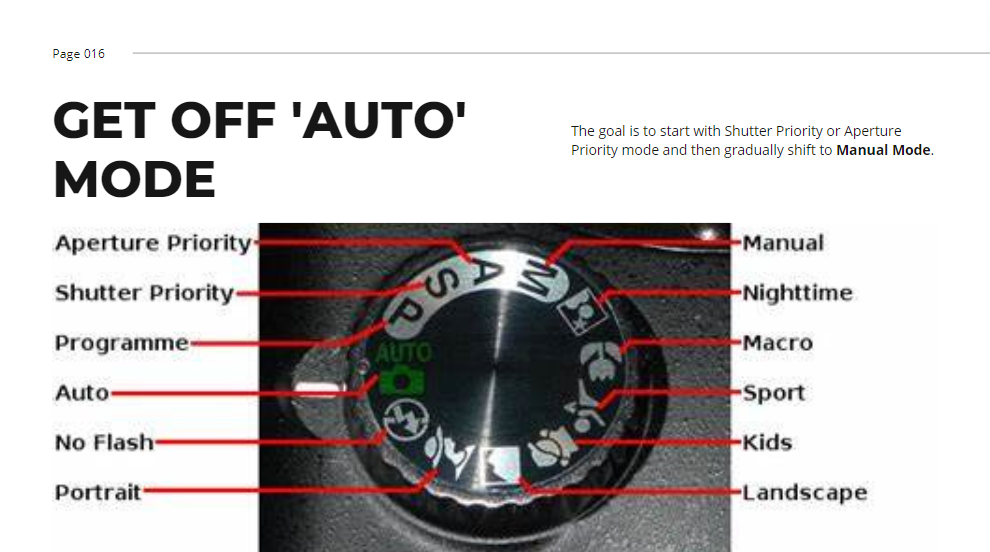 Page 016
GET OFF 'AUTO'
MODE
The goal is to start with Shutter Priority or Aperture
Priority mode and then gradually shift to Manual Mode.
Aperture Priority
Manual
Shutter Priority
Nighttime
Programme
Macro
Auto
Sport
No Flash
Kids
Portrait
Landscape
M
A
S
P
AUTO